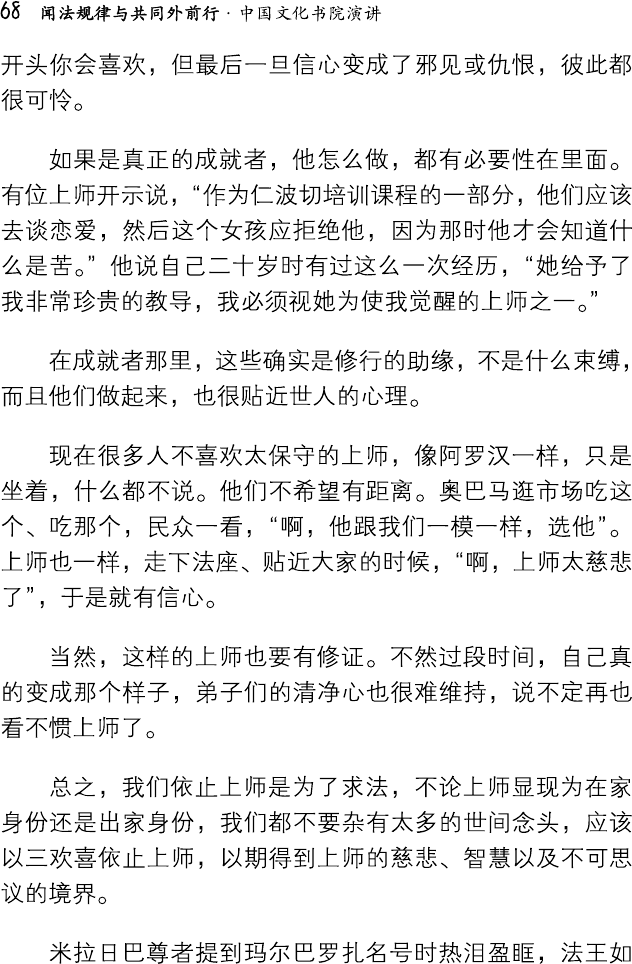 68 闻法规律与共同外前行·中国文化书院演讲
开头你会喜欢，但最后一旦信心变成了邪见或仇恨，彼此都
很可怜。
如果是真正的成就者，他怎么做，都有必要性在里面。
有位上师开示说，“作为仁波切培训课程的一部分，他们应该
去谈恋爱，然后这个女孩应拒绝他，因为那时他才会知道什
么是苦。”他说自己二十岁时有过这么一次经历，“她给予了
我非常珍贵的教导，我必须视她为使我觉醒的上师之一。”
在成就者那里，这些确实是修行的助缘，不是什么束缚，
而且他们做起来，也很贴近世人的心理。
现在很多人不喜欢太保守的上师，像阿罗汉一样，只是
坐着，什么都不说。他们不希望有距离。奥巴马逛市场吃这
个、吃那个，民众一看，“啊，他跟我们一模一样，选他”。
上师也一样，走下法座、贴近大家的时候，“啊，上师太慈悲
了”，于是就有信心。
当然，这样的上师也要有修证。不然过段时间，自己真
的变成那个样子，弟子们的清净心也很难维持，说不定再也
看不惯上师了。
总之，我们依止上师是为了求法，不论上师显现为在家
身份还是出家身份，我们都不要杂有太多的世间念头，应该
以三欢喜依止上师，以期得到上师的慈悲、智慧以及不可思
议的境界。
米拉日巴尊者提到玛尔巴罗扎名号时热泪盈眶，法王如